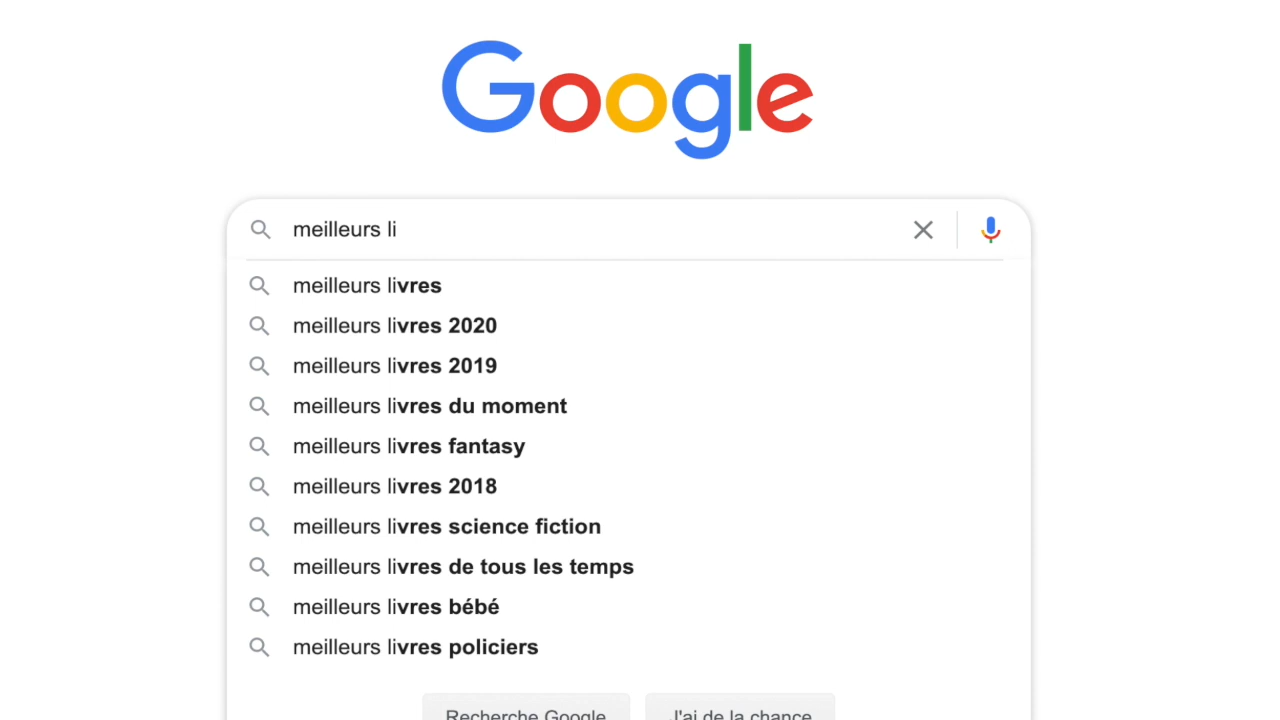 Google
meilleurs li
meilleurs livres
meilleurs livres 2020
meilleurs livres 2019
meilleurs livres du moment
meilleurs livres fantasy
meilleurs livres 2018
meilleurs livres science fiction
meilleurs livres de tous les temps
meilleurs livres bébé
meilleurs livres policiers
Recherche Google J'ai de la chance